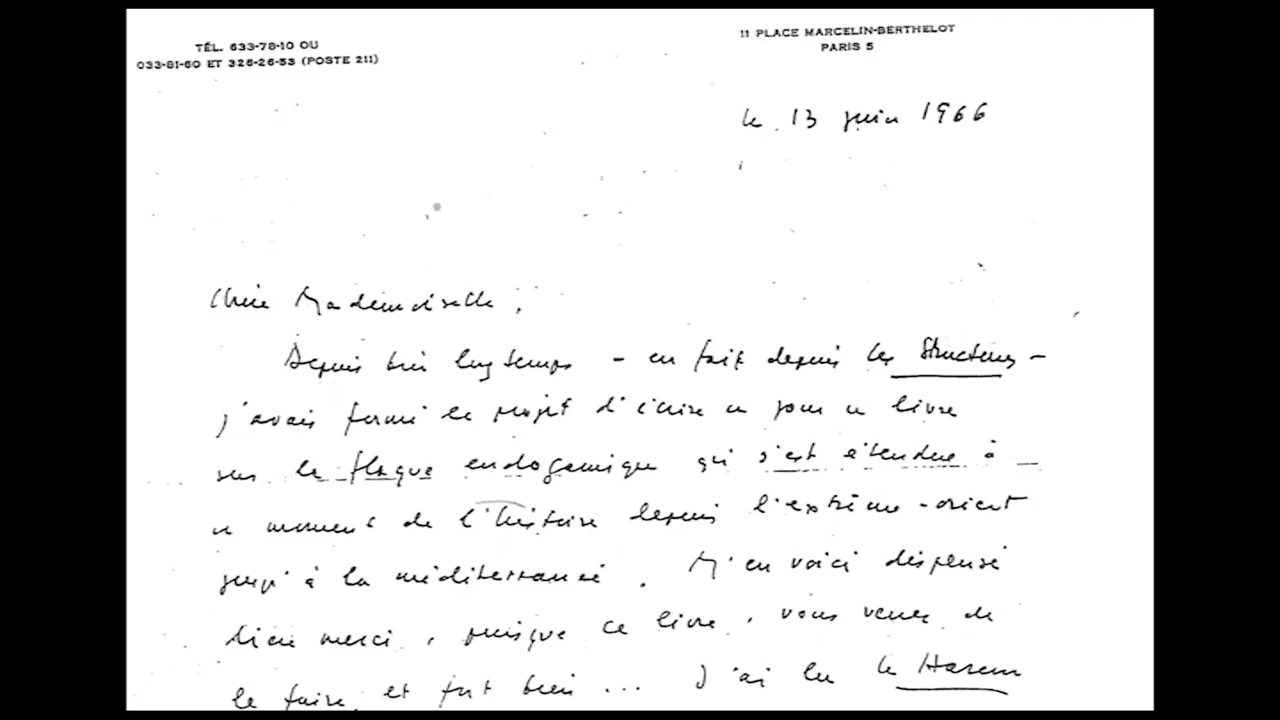 TÉL. 633-78-10 OU
033-81-60 ET 326-26-53 (POSTE 211)
11 PLACE MARCELIN-BERTHELOT
PARIS 5
le 13 juin 1966
Chère Mademoiselle,
Depuis très longtemps - en fait depuis les Structures -
j'avais formé le projet d'écrire un jour un livre
sur la flaque endogamique qui s'est étendue à
un moment de l'histoire depuis l'extrême-orient
jusqu'à la méditerranée. M'en voici dispensé
Dieu merci, puisque ce livre, vous venez de
le faire, et fort bien... J'ai lu le Harem